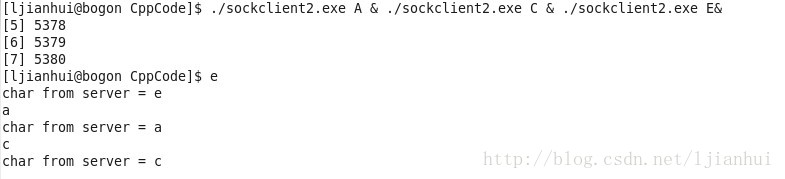 [ljianhui@bogon CppCode]$ ./sockclient2.exe A & ./sockclient2.exe C & ./sockclient2.exe E&
[5] 5378
[6] 5379
[7] 5380
[ljianhui@bogon CppCode]$ e
char from server = e
a
char from server = a
c
char from server = c
http://blog.csdn.net/ljianhui